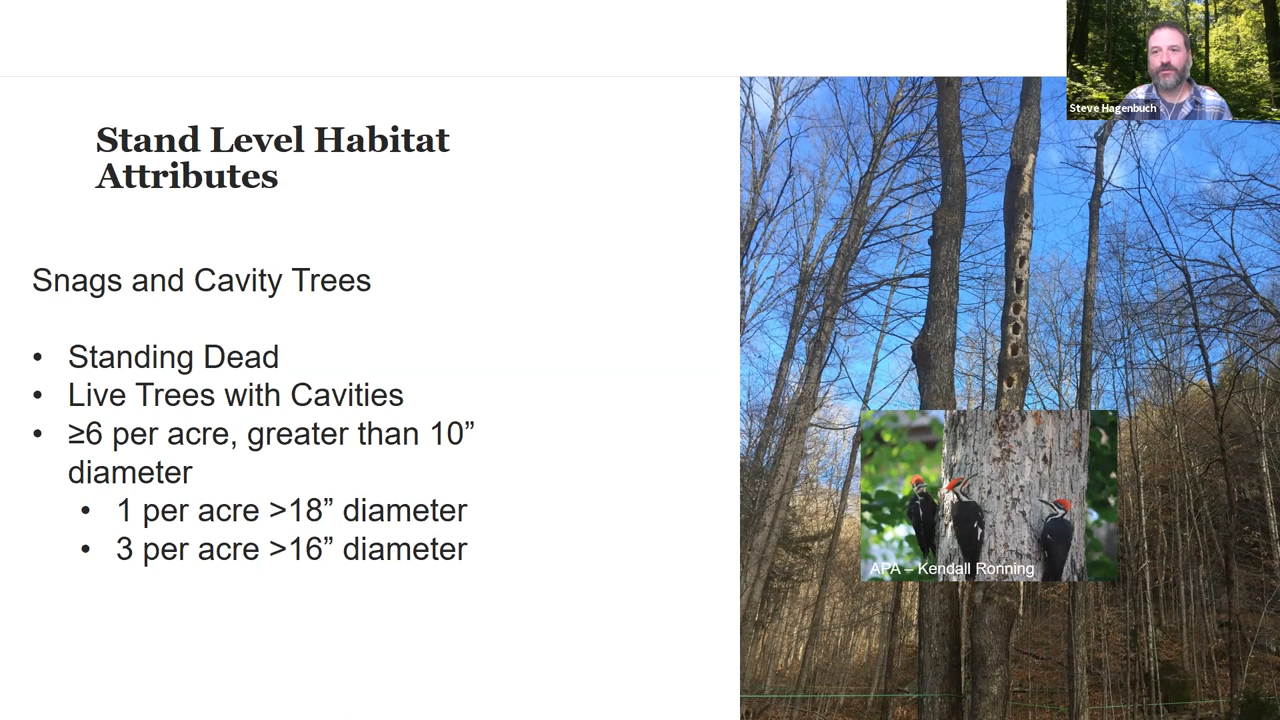 Steve Hagenbuch
Stand Level Habitat
Attributes
Snags and Cavity Trees
• Standing Dead
• Live Trees with Cavities
• ≥6 per acre, greater than 10”
diameter
• 1 per acre >18” diameter
• 3 per acre >16” diameter
APA – Kendall Ronning